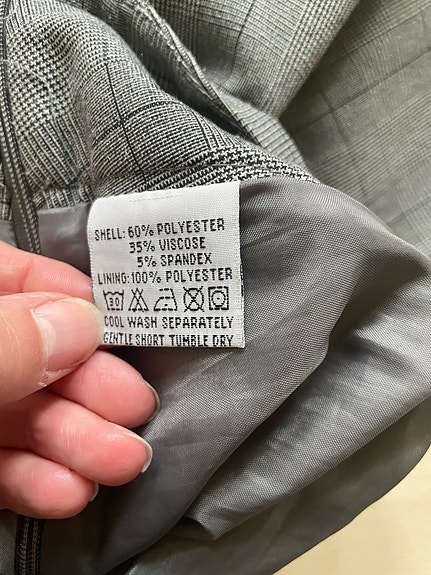 SHELL: 60% POLYESTER
35% VISCOSE
5% SPANDEX
LINING: 100% POLYESTER
30
COOL WASH SEPARATELY
GENTLE SHORT TUMBLE DRY